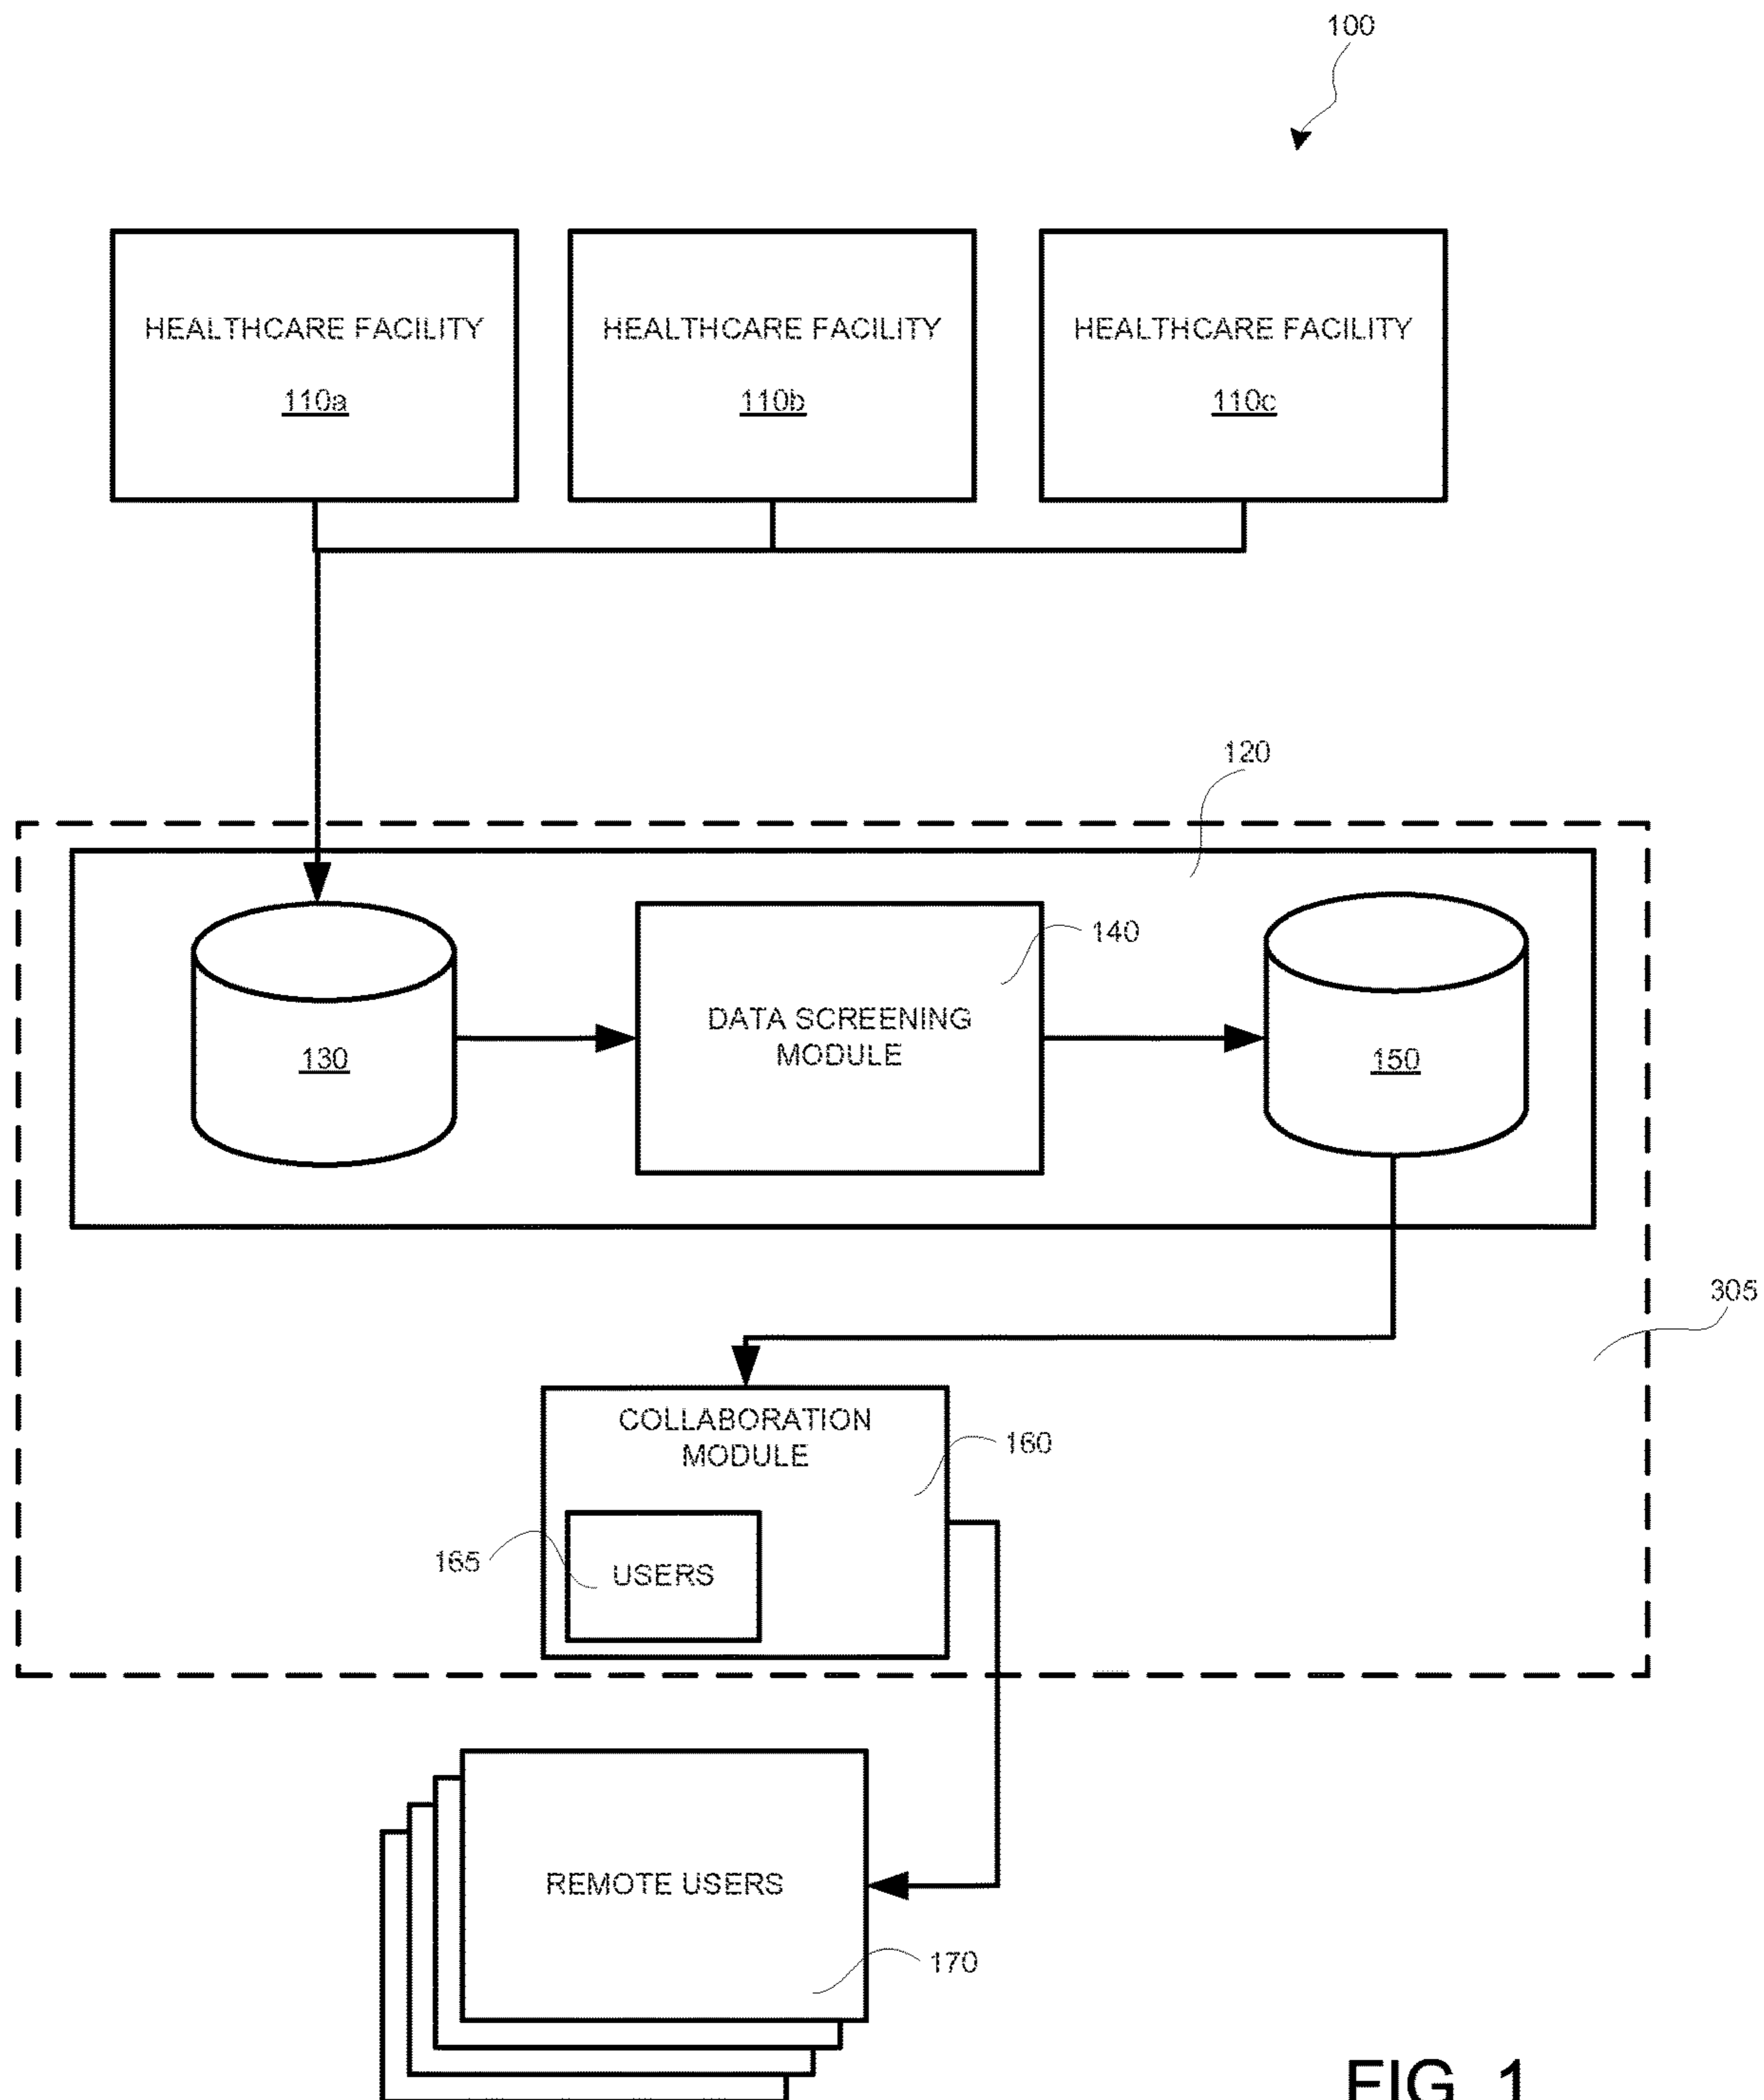 100
HEALTHCARE FACILITY
110a
HEALTHCARE FACILITY
110b
HEALTHCARE FACILITY
110c
120
130
DATA SCREENING
MODULE
140
150
305
COLLABORATION
MODULE
160
165
USERS
REMOTE USERS
170
FIG. 1